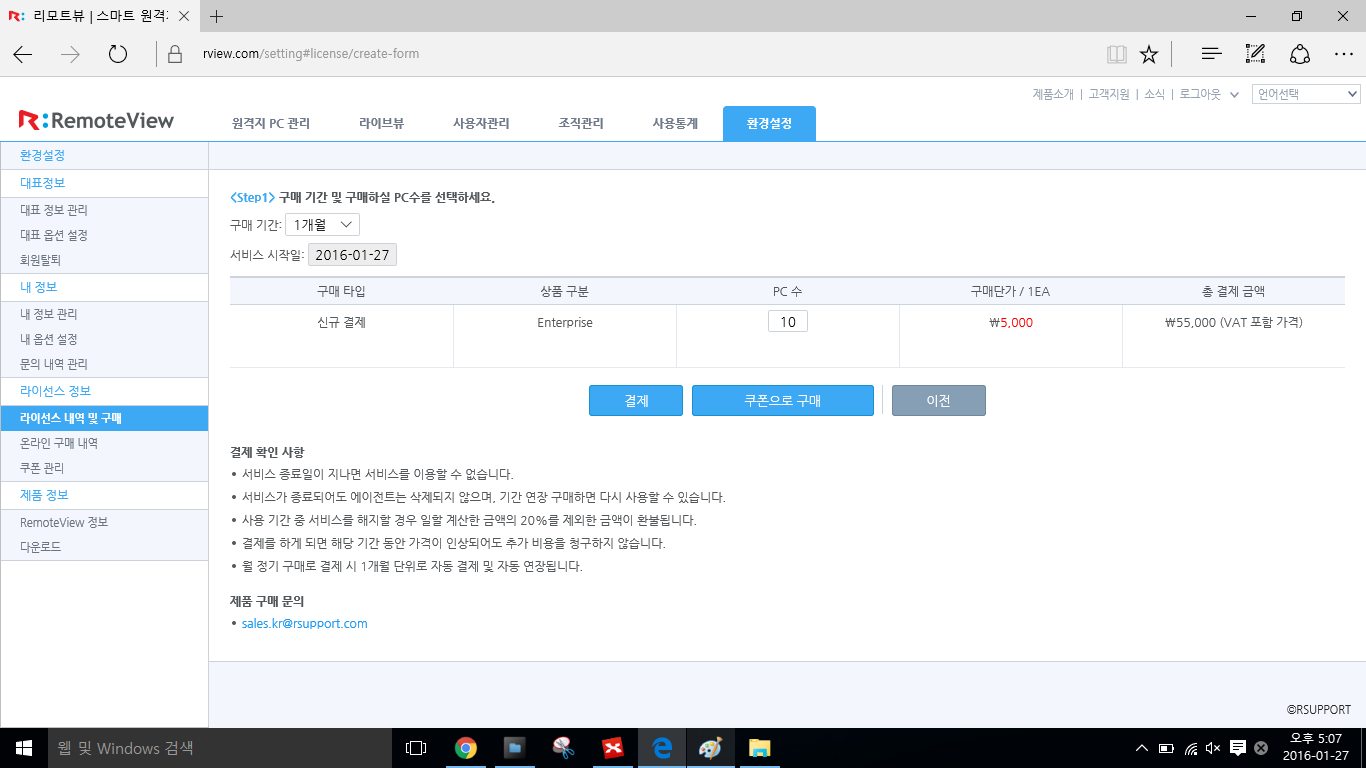 리모트뷰 | 스마트 원격
rview.com/setting#license/create-form
제품소개 | 고객지원 | 소식 | 로그아웃 언어선택
RemoteView 원격지 PC 관리 라이브뷰 사용자관리 조직관리 사용통계 환경설정
환경설정
대표정보
대표 정보 관리
대표 옵션 설정
회원탈퇴
내 정보
내 정보 관리
내 옵션 설정
문의 내역 관리
라이선스 정보
라이선스 내역 및 구매
온라인 구매 내역
쿠폰 관리
제품 정보
RemoteView 정보
다운로드
<Step1> 구매 기간 및 구매하실 PC수를 선택하세요.
구매 기간: 1개월
서비스 시작일: 2016-01-27
구매 타입 상품 구분 PC 수 구매단가 / 1EA 총 결제 금액
신규 결제 Enterprise 10 ₩5,000 ₩55,000 (VAT 포함 가격)
결제 쿠폰으로 구매 이전
결제 확인 사항
• 서비스 종료일이 지나면 서비스를 이용할 수 없습니다.
• 서비스가 종료되어도 에이전트는 삭제되지 않으며, 기간 연장 구매하면 다시 사용할 수 있습니다.
• 사용 기간 중 서비스를 해지할 경우 일할 계산한 금액의 20%를 제외한 금액이 환불됩니다.
• 결제를 하게 되면 해당 기간 동안 가격이 인상되어도 추가 비용을 청구하지 않습니다.
• 월 정기 구매로 결제 시 1개월 단위로 자동 결제 및 자동 연장됩니다.
제품 구매 문의
• sales.kr@rsupport.com
©RSUPPORT
웹 및 Windows 검색
오후 5:07
2016-01-27